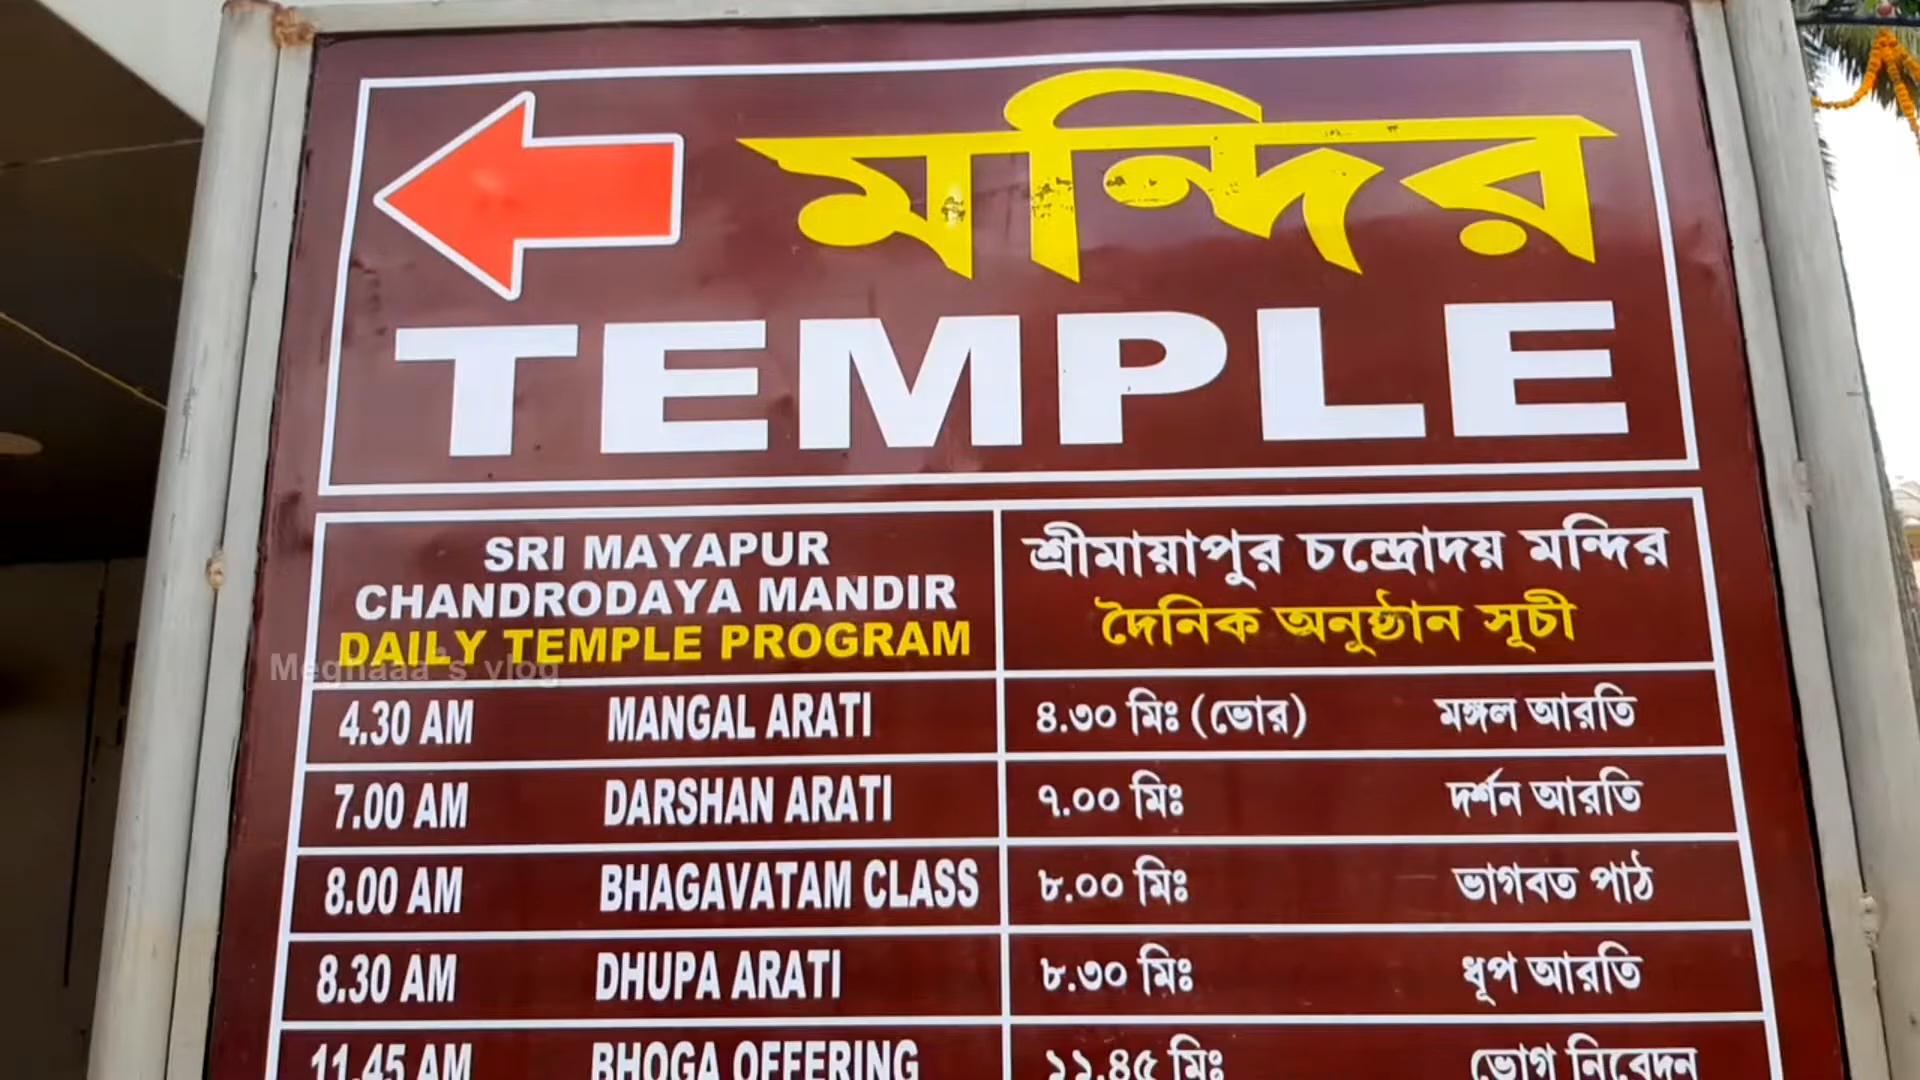 মন্দির
TEMPLE
SRI MAYAPUR
CHANDRODAYA MANDIR
DAILY TEMPLE PROGRAM
শ্রীমায়াপুর চন্দ্রোদয় মন্দির
দৈনিক অনুষ্ঠান সূচী
4.30 AM MANGAL ARATI ৪.৩০ মিঃ (ভোর) মঙ্গল আরতি
7.00 AM DARSHAN ARATI ৭.০০ মিঃ দর্শন আরতি
8.00 AM BHAGAVATAM CLASS ৮.০০ মিঃ ভাগবত পাঠ
8.30 AM DHUPA ARATI ৮.৩০ মিঃ ধূপ আরতি
11.45 AM BHOGA OFFERING ১১.৪৫ মিঃ ভোগ নিবেদন
Meghaaa's vlog